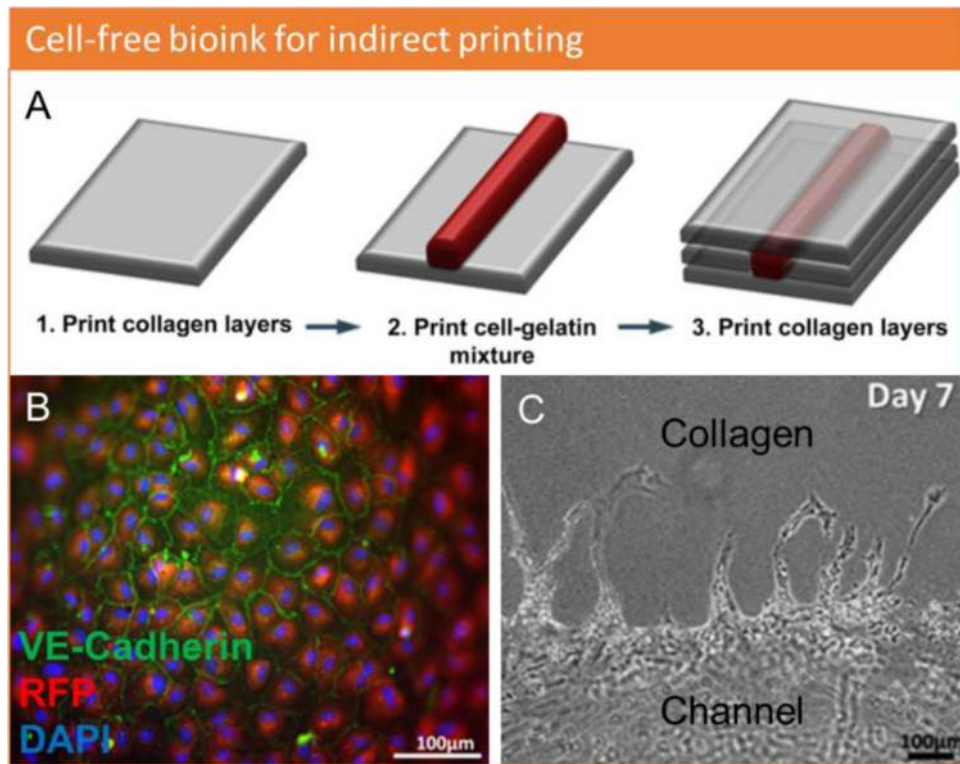 Cell-free bioink for indirect printing
A
1. Print collagen layers
2. Print cell-gelatin
mixture
3. Print collagen layers
B
VE-Cadherin
RFP
DAPI
100µm
C
Day 7
Collagen
Channel
100µm